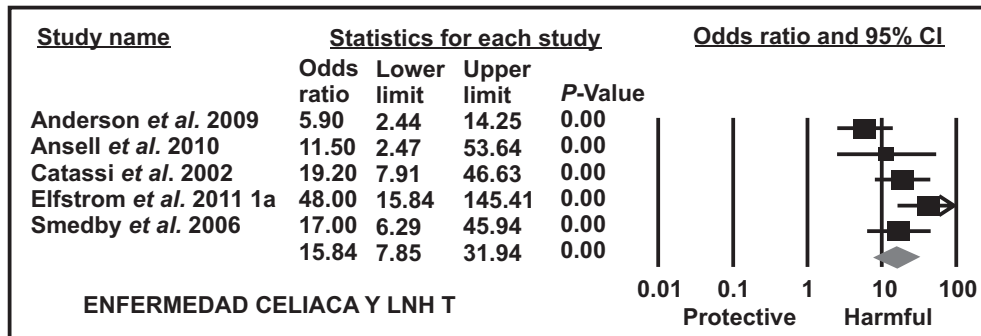 Study name Statistics for each study Odds ratio and 95% CI
Odds ratio Lower limit Upper limit P-Value
Anderson et al. 2009 5.90 2.44 14.25 0.00
Ansell et al. 2010 11.50 2.47 53.64 0.00
Catassi et al. 2002 19.20 7.91 46.63 0.00
Elfstrom et al. 2011 1a 48.00 15.84 145.41 0.00
Smedby et al. 2006 17.00 6.29 45.94 0.00
15.84 7.85 31.94 0.00
0.01 0.1 1 10 100
ENFERMEDAD CELIACA Y LNH T
Protective Harmful